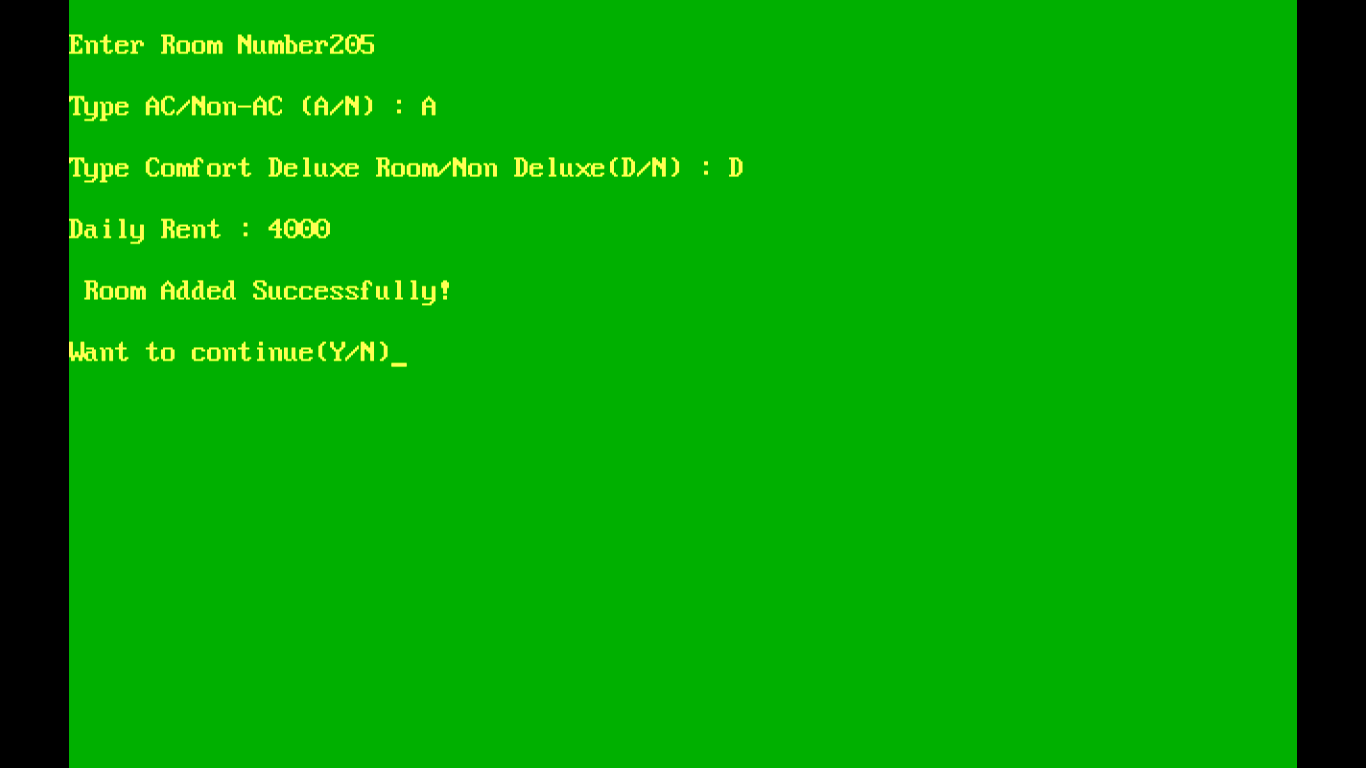 Enter Room Number205
Type AC/Non-AC (A/N) : A
Type Comfort Deluxe Room/Non Deluxe(D/N) : D
Daily Rent : 4000
Room Added Successfully!
Want to continue(Y/N)_